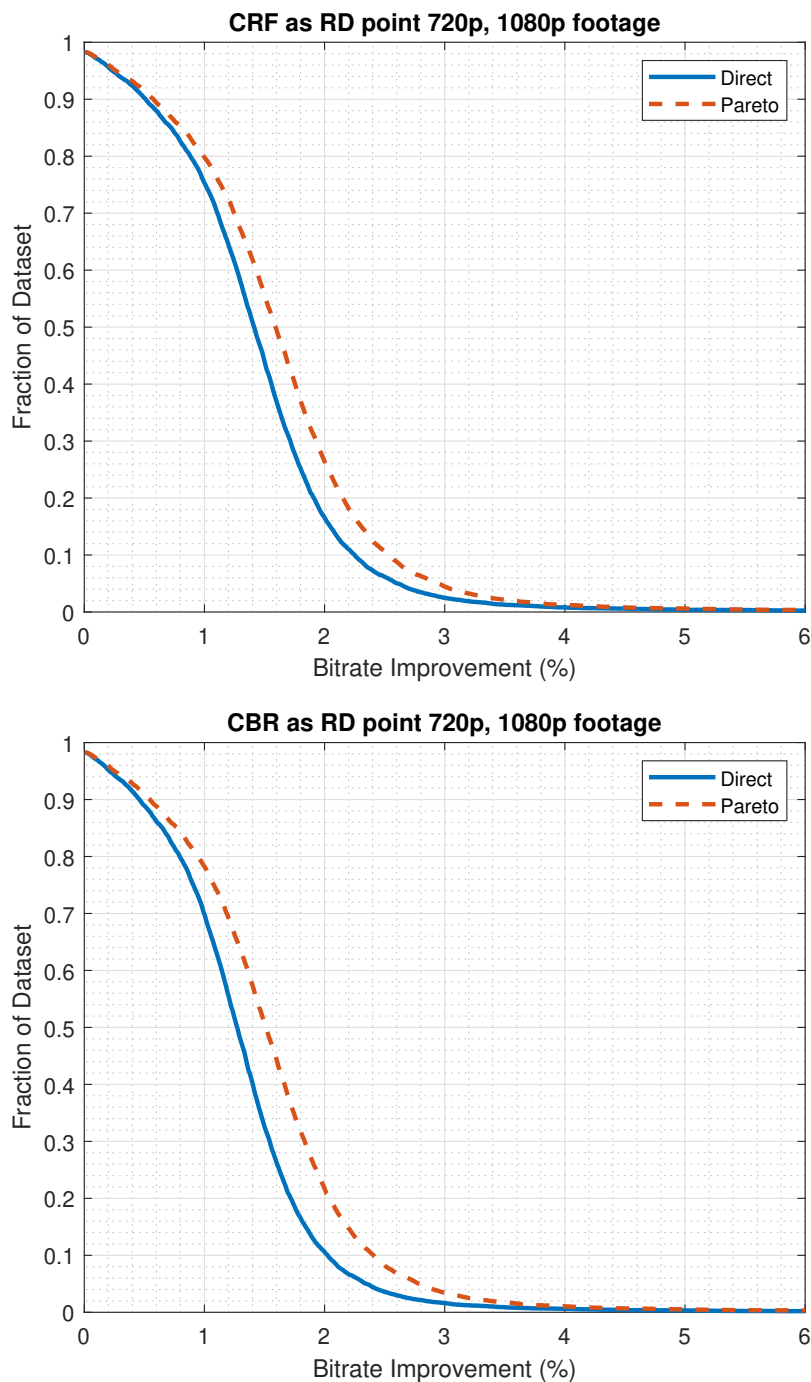 CRF as RD point 720p, 1080p footage
1
0.9
0.8
0.7
0.6
0.5
0.4
0.3
0.2
0.1
0
Fraction of Dataset
Direct
Pareto
0 1 2 3 4 5 6
Bitrate Improvement (%)
CBR as RD point 720p, 1080p footage
1
0.9
0.8
0.7
0.6
0.5
0.4
0.3
0.2
0.1
0
Fraction of Dataset
Direct
Pareto
0 1 2 3 4 5 6
Bitrate Improvement (%)